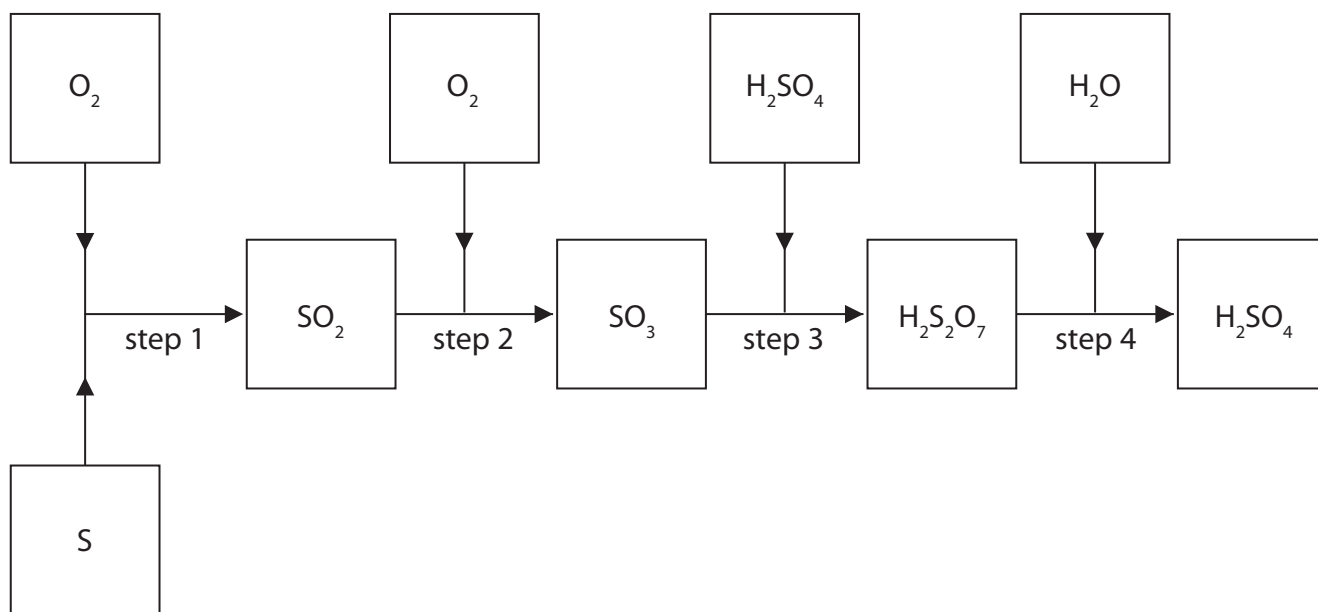 O₂
O₂
H₂SO₄
H₂O
step 1
SO₂
step 2
SO₃
step 3
H₂S₂O₇
step 4
H₂SO₄
S